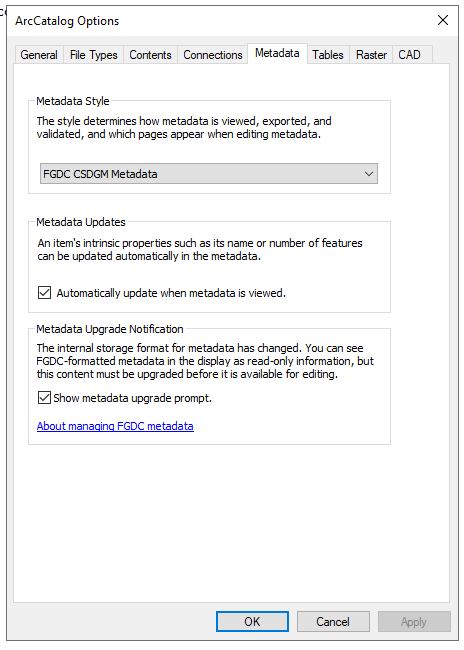 ArcCatalog Options
General File Types Contents Connections Metadata Tables Raster CAD
Metadata Style
The style determines how metadata is viewed, exported, and
validated, and which pages appear when editing metadata.
FGDC CSDGM Metadata
Metadata Updates
An item's intrinsic properties such as its name or number of features
can be updated automatically in the metadata.
Automatically update when metadata is viewed.
Metadata Upgrade Notification
The internal storage format for metadata has changed. You can see
FGDC-formatted metadata in the display as read-only information, but
this content must be upgraded before it is available for editing.
Show metadata upgrade prompt.
About managing FGDC metadata
OK Cancel Apply